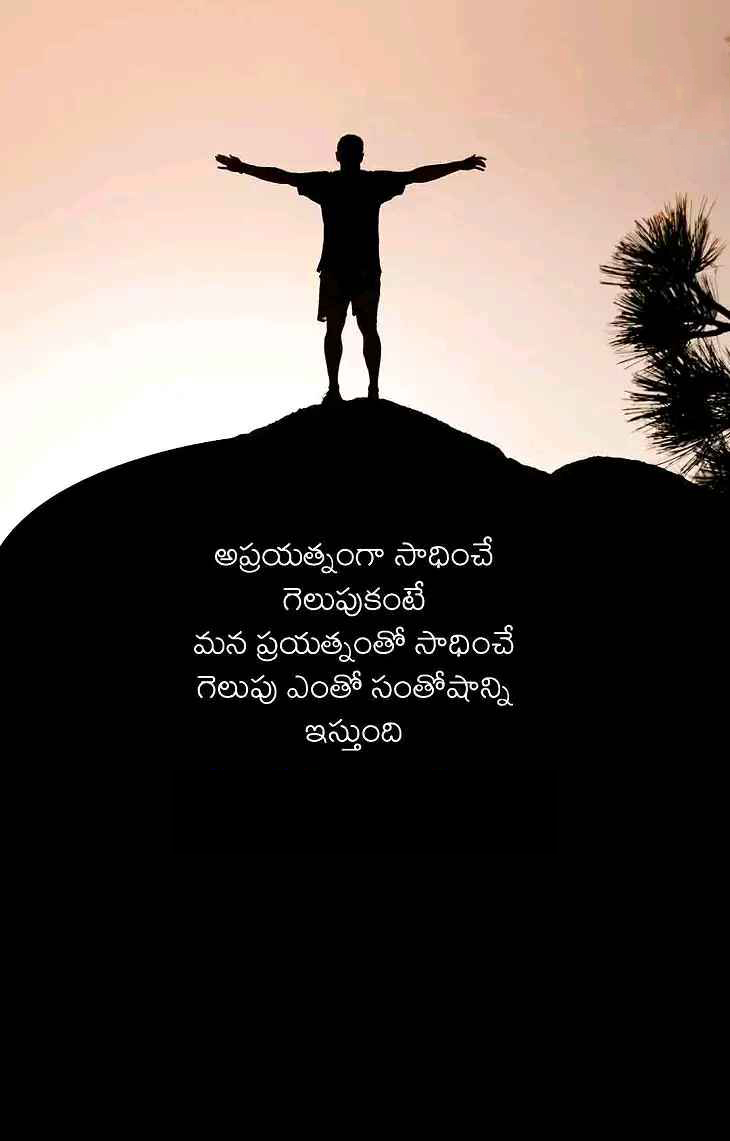 అప్రయత్నంగా సాధించే
గెలుపుకంటే
మన ప్రయత్నంతో సాధించే
గెలుపు ఎంతో సంతోషాన్ని
ఇస్తుంది